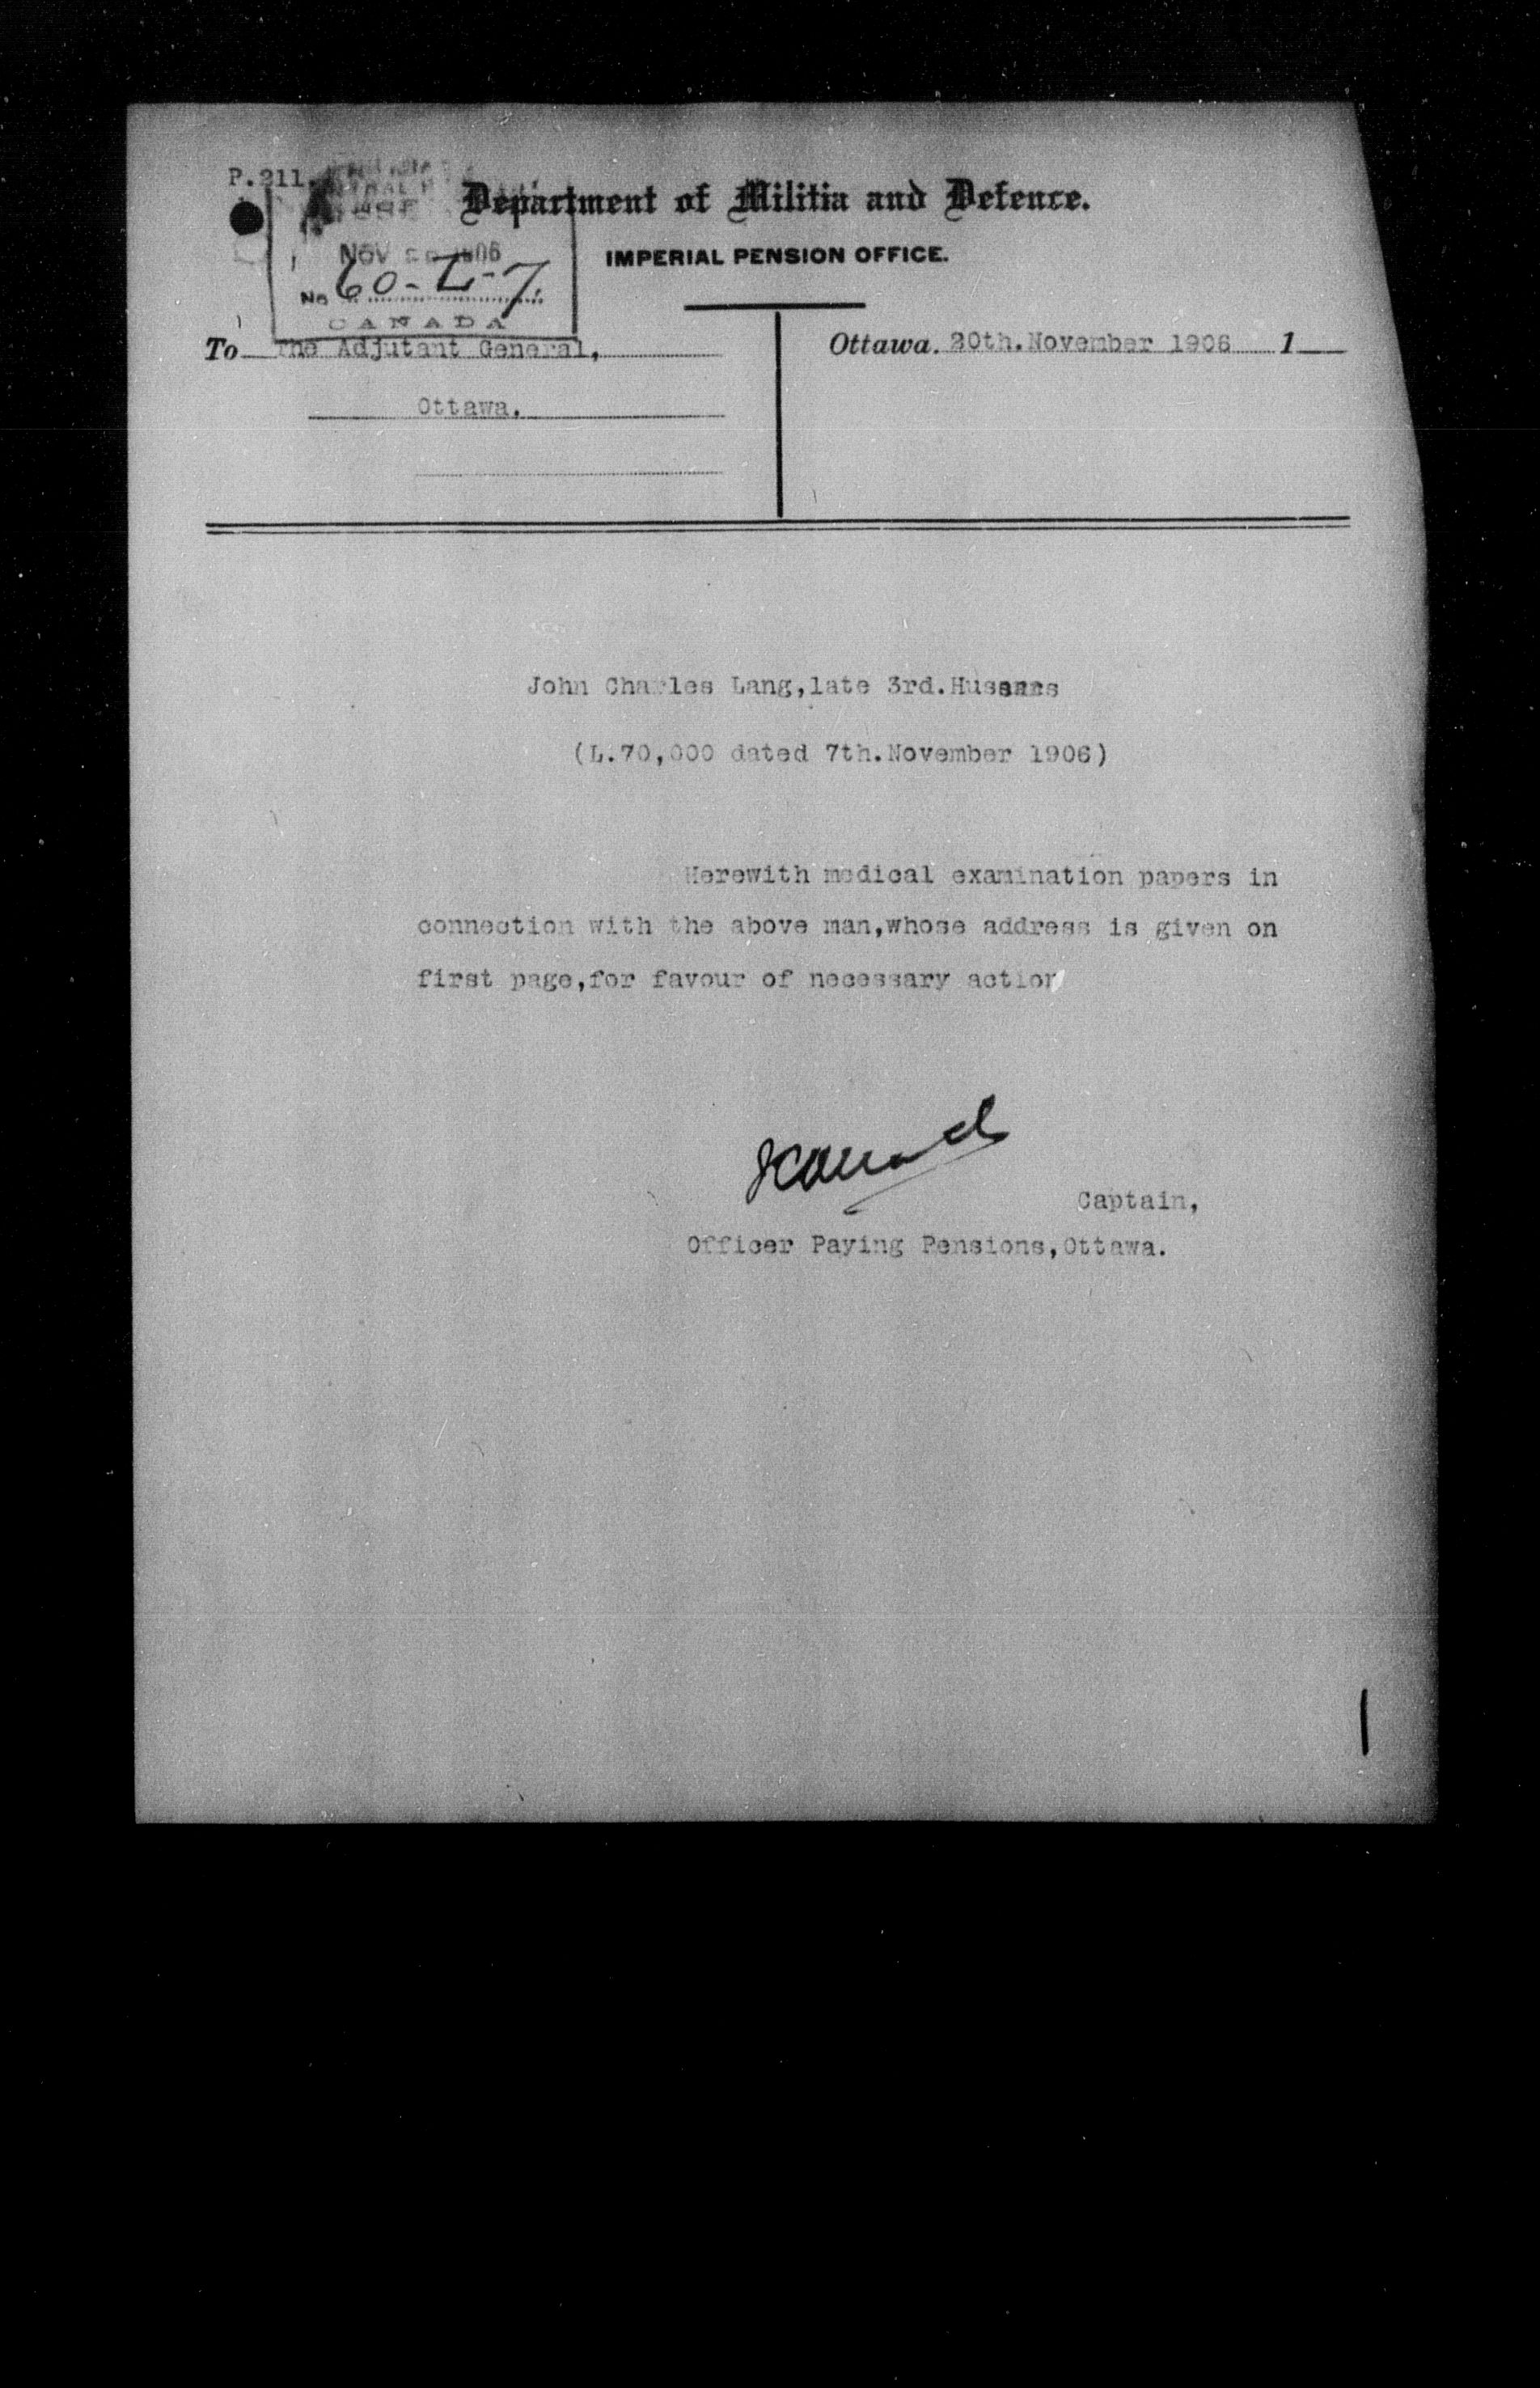 P.211.
Department of Militia and Defence.
IMPERIAL PENSION OFFICE.
NOV 1906
No 60-L-7.
CANADA
To The Adjutant General,
Ottawa. 20th.November 1906 1
Ottawa.
John Charles Lang,late 3rd.Hussars
(L.70,000 dated 7th.November 1906)
Herewith medical examination papers in
connection with the above man,whose address is given on
first page,for favour of necessary action
Captain,
Officer Paying Pensions,Ottawa.